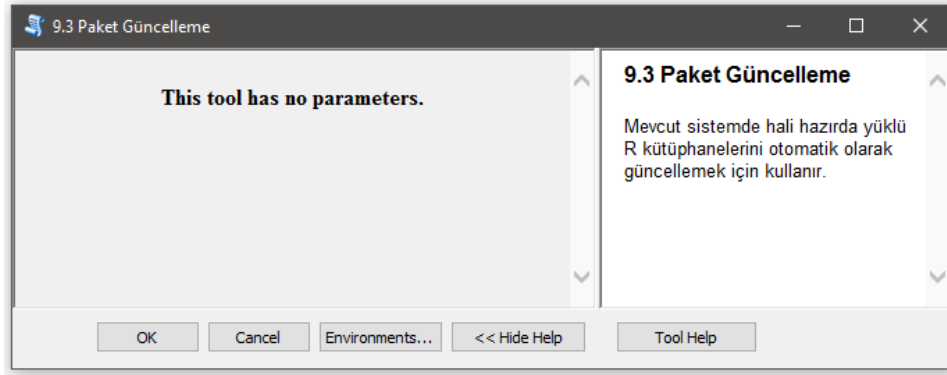 9.3 Paket Güncelleme
This tool has no parameters.
9.3 Paket Güncelleme
Mevcut sistemde hali hazırda yüklü
R kütüphanelerini otomatik olarak
güncellemek için kullanır.
OK Cancel Environments... << Hide Help Tool Help